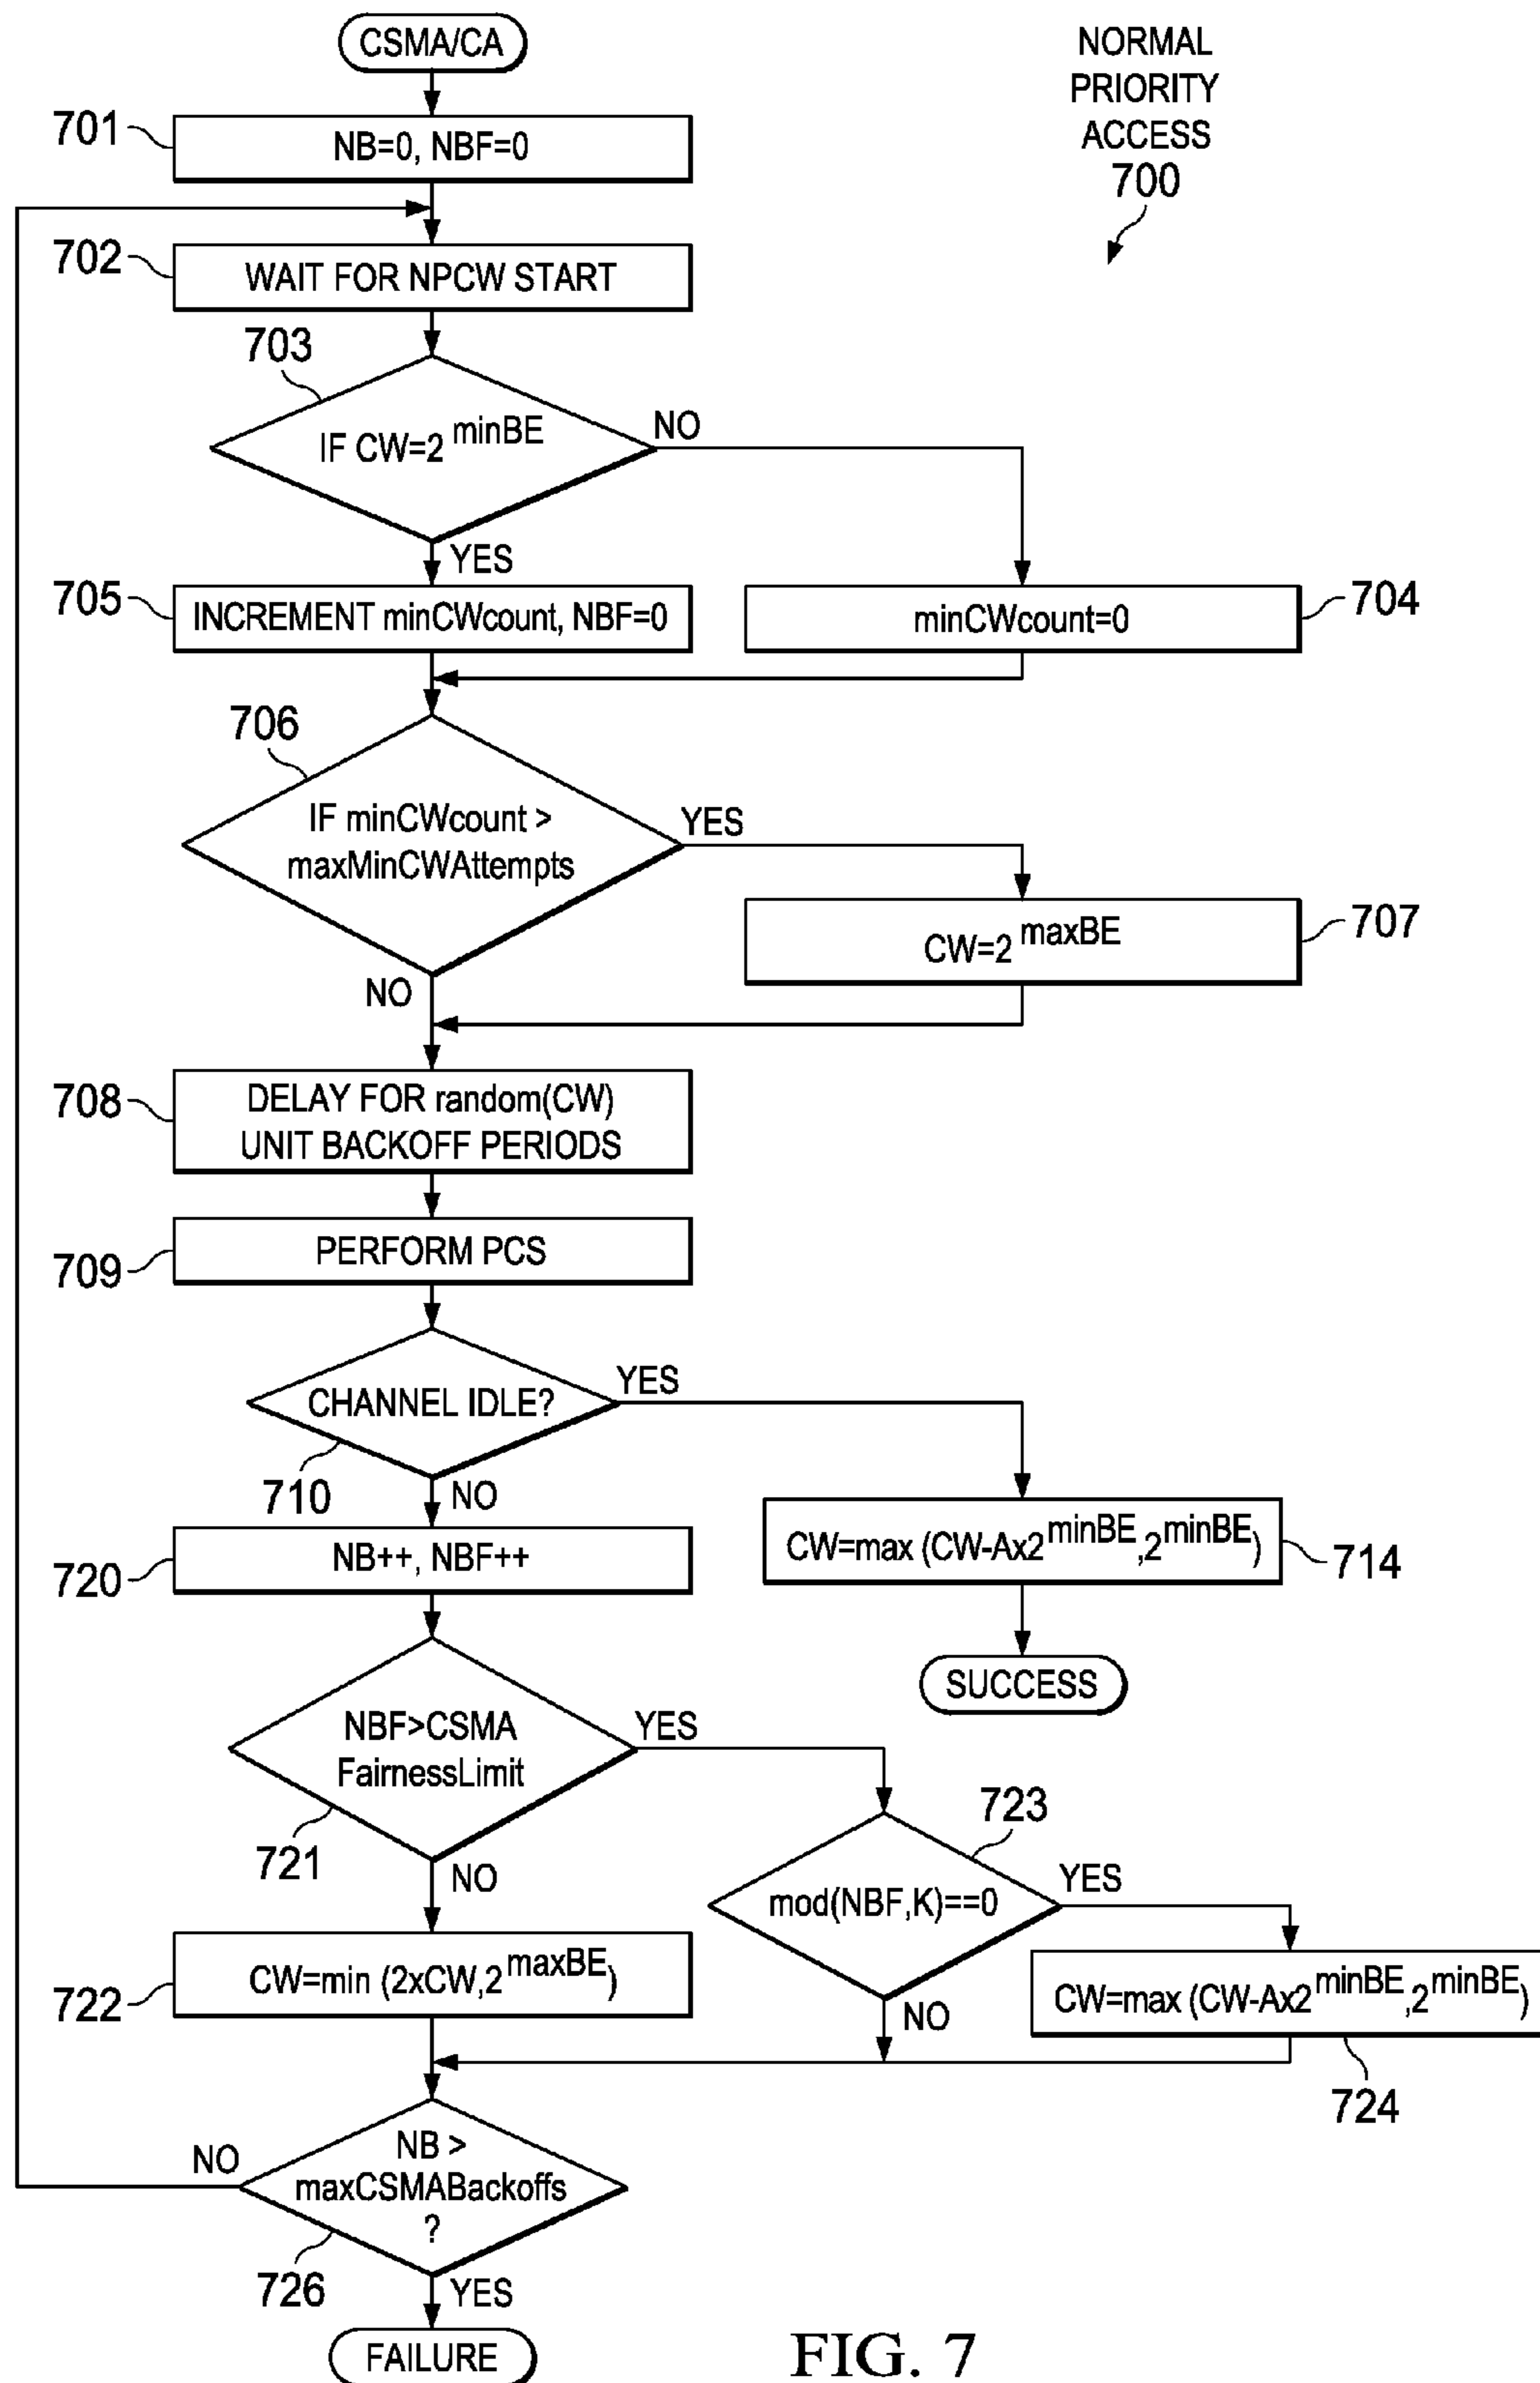 CSMA/CA
NORMAL
PRIORITY
ACCESS
700
701
NB=0, NBF=0
702
WAIT FOR NPCW START
703
IF CW=2 minBE
NO
YES
705
INCREMENT minCWcount, NBF=0
minCWcount=0
704
706
IF minCWcount >
maxMinCWAttempts
YES
CW=2 maxBE
707
NO
708
DELAY FOR random(CW)
UNIT BACKOFF PERIODS
709
PERFORM PCS
CHANNEL IDLE?
YES
710
NO
720
NB++, NBF++
CW=max (CW-Ax2 minBE,2 minBE)
714
SUCCESS
NBF>CSMA
FairnessLimit
YES
721
NO
723
mod(NBF,K)==0
YES
NO
722
CW=min (2xCW,2 maxBE)
CW=max (CW-Ax2 minBE,2 minBE)
724
NB >
maxCSMABackoffs
?
NO
726
YES
FAILURE
FIG. 7